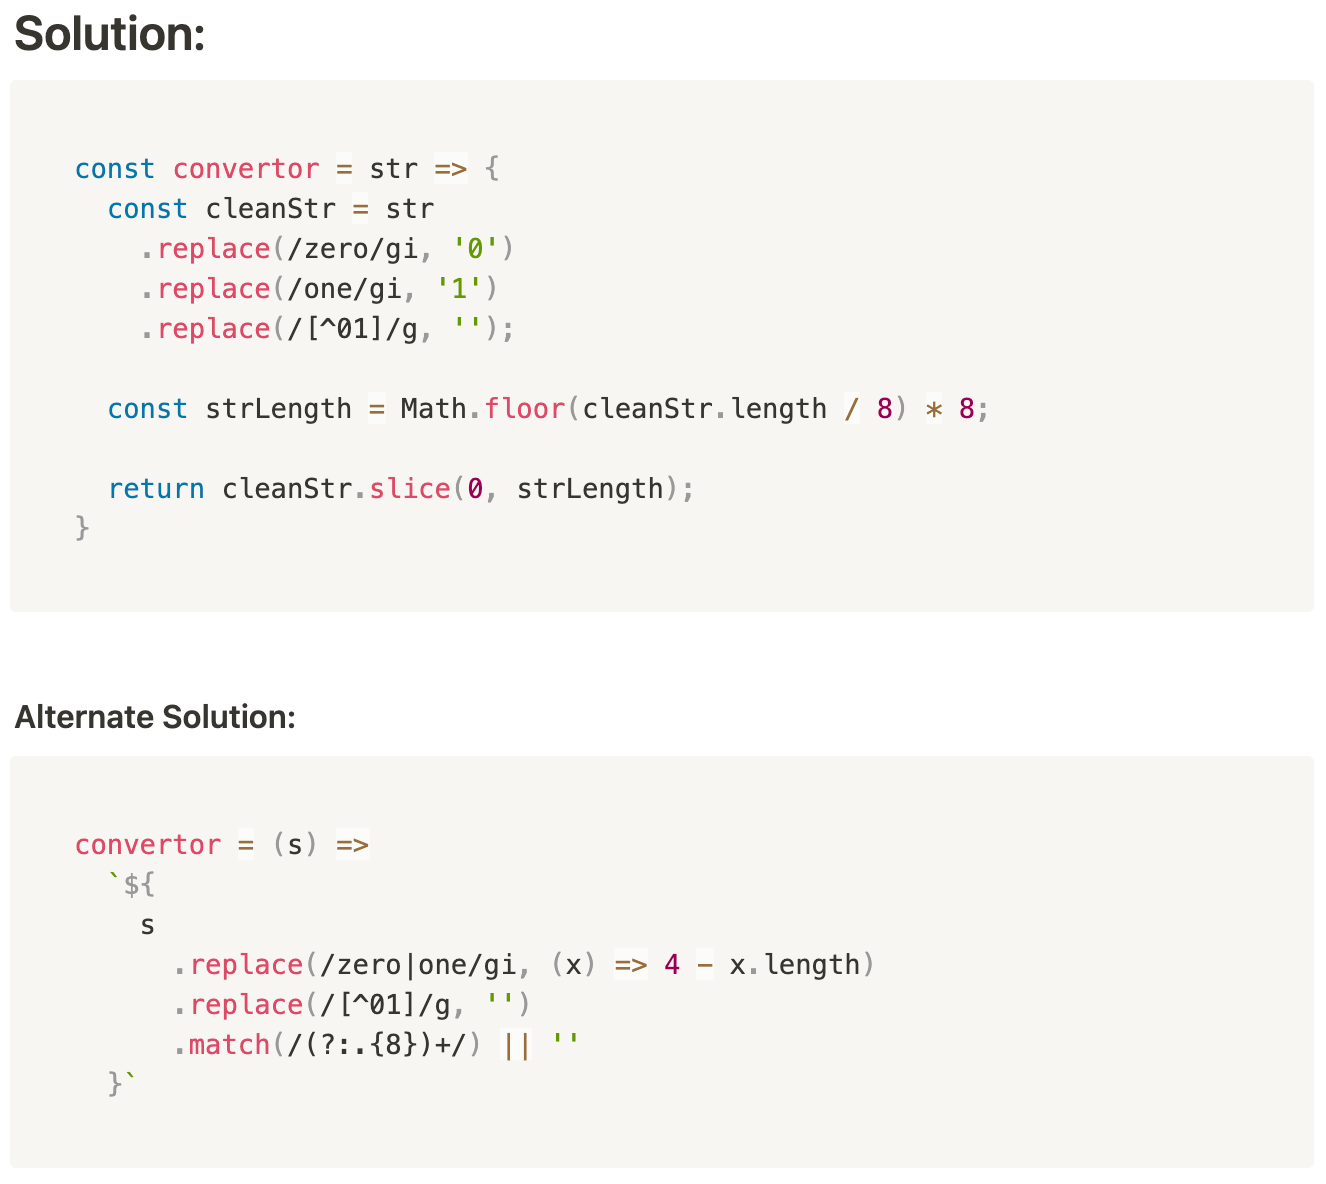 Solution:
const convertor = str => {
  const cleanStr = str
    .replace(/zero/gi, '0')
    .replace(/one/gi, '1')
    .replace(/[^01]/g, '');
  const strLength = Math.floor(cleanStr.length / 8) * 8;
  return cleanStr.slice(0, strLength);
}
Alternate Solution:
convertor = (s) =>
  `${
    s
      .replace(/zero|one/gi, (x) => 4 - x.length)
      .replace(/[^01]/g, '')
      .match(/(?:.{8})+/) || ''
  }`